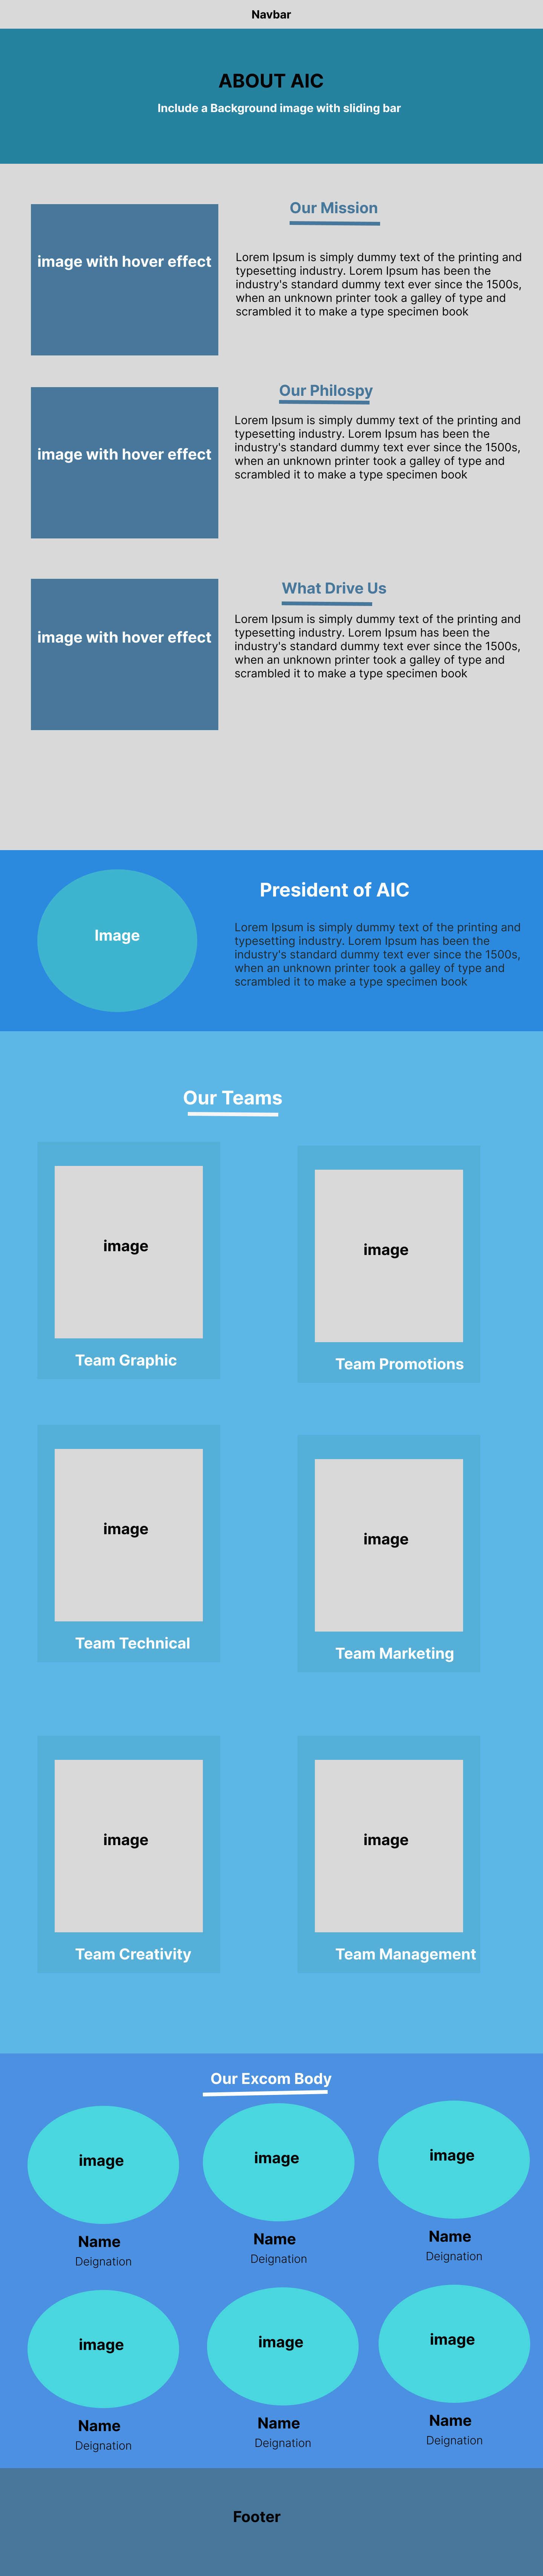 Navbar
ABOUT AIC
Include a Background image with sliding bar
image with hover effect
Our Mission
Lorem Ipsum is simply dummy text of the printing and
typesetting industry. Lorem Ipsum has been the
industry's standard dummy text ever since the 1500s,
when an unknown printer took a galley of type and
scrambled it to make a type specimen book
image with hover effect
Our Philospy
Lorem Ipsum is simply dummy text of the printing and
typesetting industry. Lorem Ipsum has been the
industry's standard dummy text ever since the 1500s,
when an unknown printer took a galley of type and
scrambled it to make a type specimen book
image with hover effect
What Drive Us
Lorem Ipsum is simply dummy text of the printing and
typesetting industry. Lorem Ipsum has been the
industry's standard dummy text ever since the 1500s,
when an unknown printer took a galley of type and
scrambled it to make a type specimen book
Image
President of AIC
Lorem Ipsum is simply dummy text of the printing and
typesetting industry. Lorem Ipsum has been the
industry's standard dummy text ever since the 1500s,
when an unknown printer took a galley of type and
scrambled it to make a type specimen book
Our Teams
image
Team Graphic
image
Team Promotions
image
Team Technical
image
Team Marketing
image
Team Creativity
image
Team Management
Our Excom Body
image
Name
Deignation
image
Name
Deignation
image
Name
Deignation
image
Name
Deignation
image
Name
Deignation
image
Name
Deignation
Footer